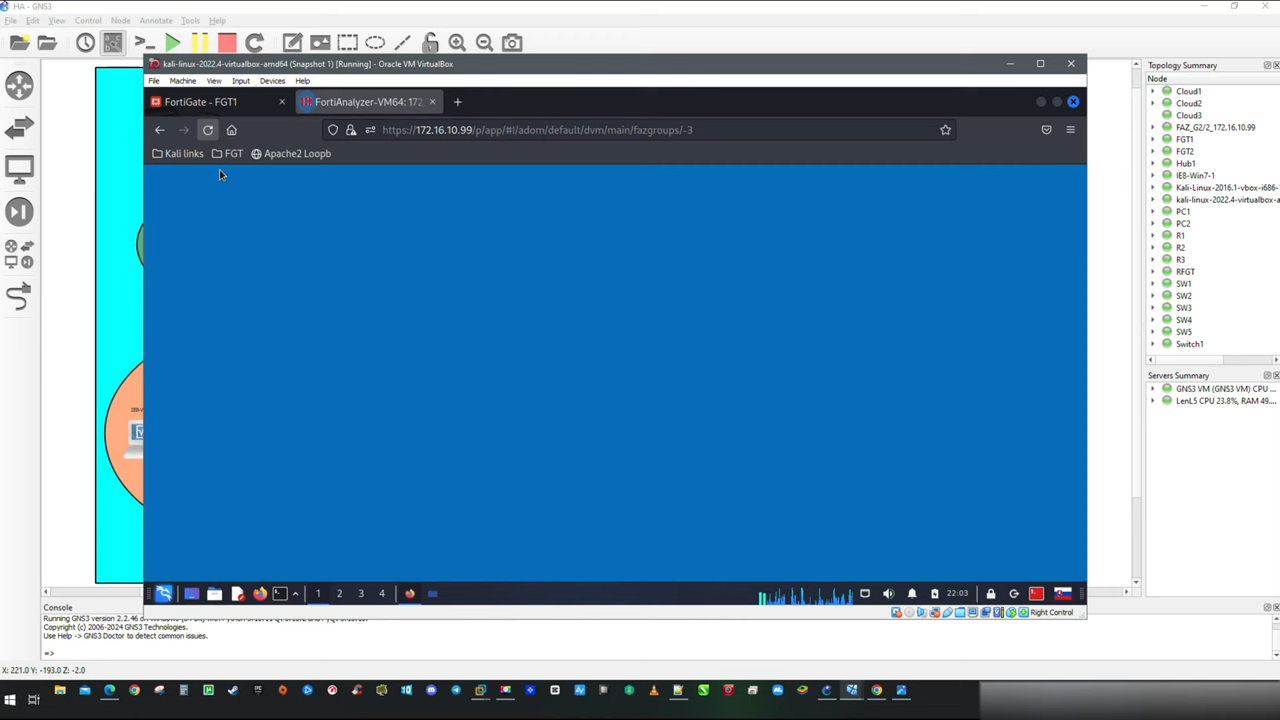 HA - GNS3
File Edit View Control Node Annotate Tools Help
kali-linux-2022.4-virtualbox-amd64 (Snapshot 1) [Running] - Oracle VM VirtualBox
File Machine View Input Devices Help
FortiGate - FGT1
FortiAnalyzer-VM64: 172
https://172.16.10.99/p/app/#!/adom/default/dvm/main/fazgroups/-3
Kali links FGT Apache2 Loopb
1 2 3 4
22:03
Right Control
Topology Summary
Node
Cloud1
Cloud2
Cloud3
FAZ_G2/2_172.16.10.99
FGT1
FGT2
Hub1
IE8-Win7-1
Kali-Linux-2016.1-vbox-i686-
kali-linux-2022.4-virtualbox-a
PC1
PC2
R1
R2
R3
RFGT
SW1
SW2
SW3
SW4
SW5
Switch1
Servers Summary
GNS3 VM (GNS3 VM) CPU ...
LenL5 CPU 23.8%, RAM 49....
Console
Copyright (c) 2006-2024 GNS3 Technologies.
Use Help -> GNS3 Doctor to detect common issues.
=>
X: 221.0 Y: -193.0 Z: -2.0